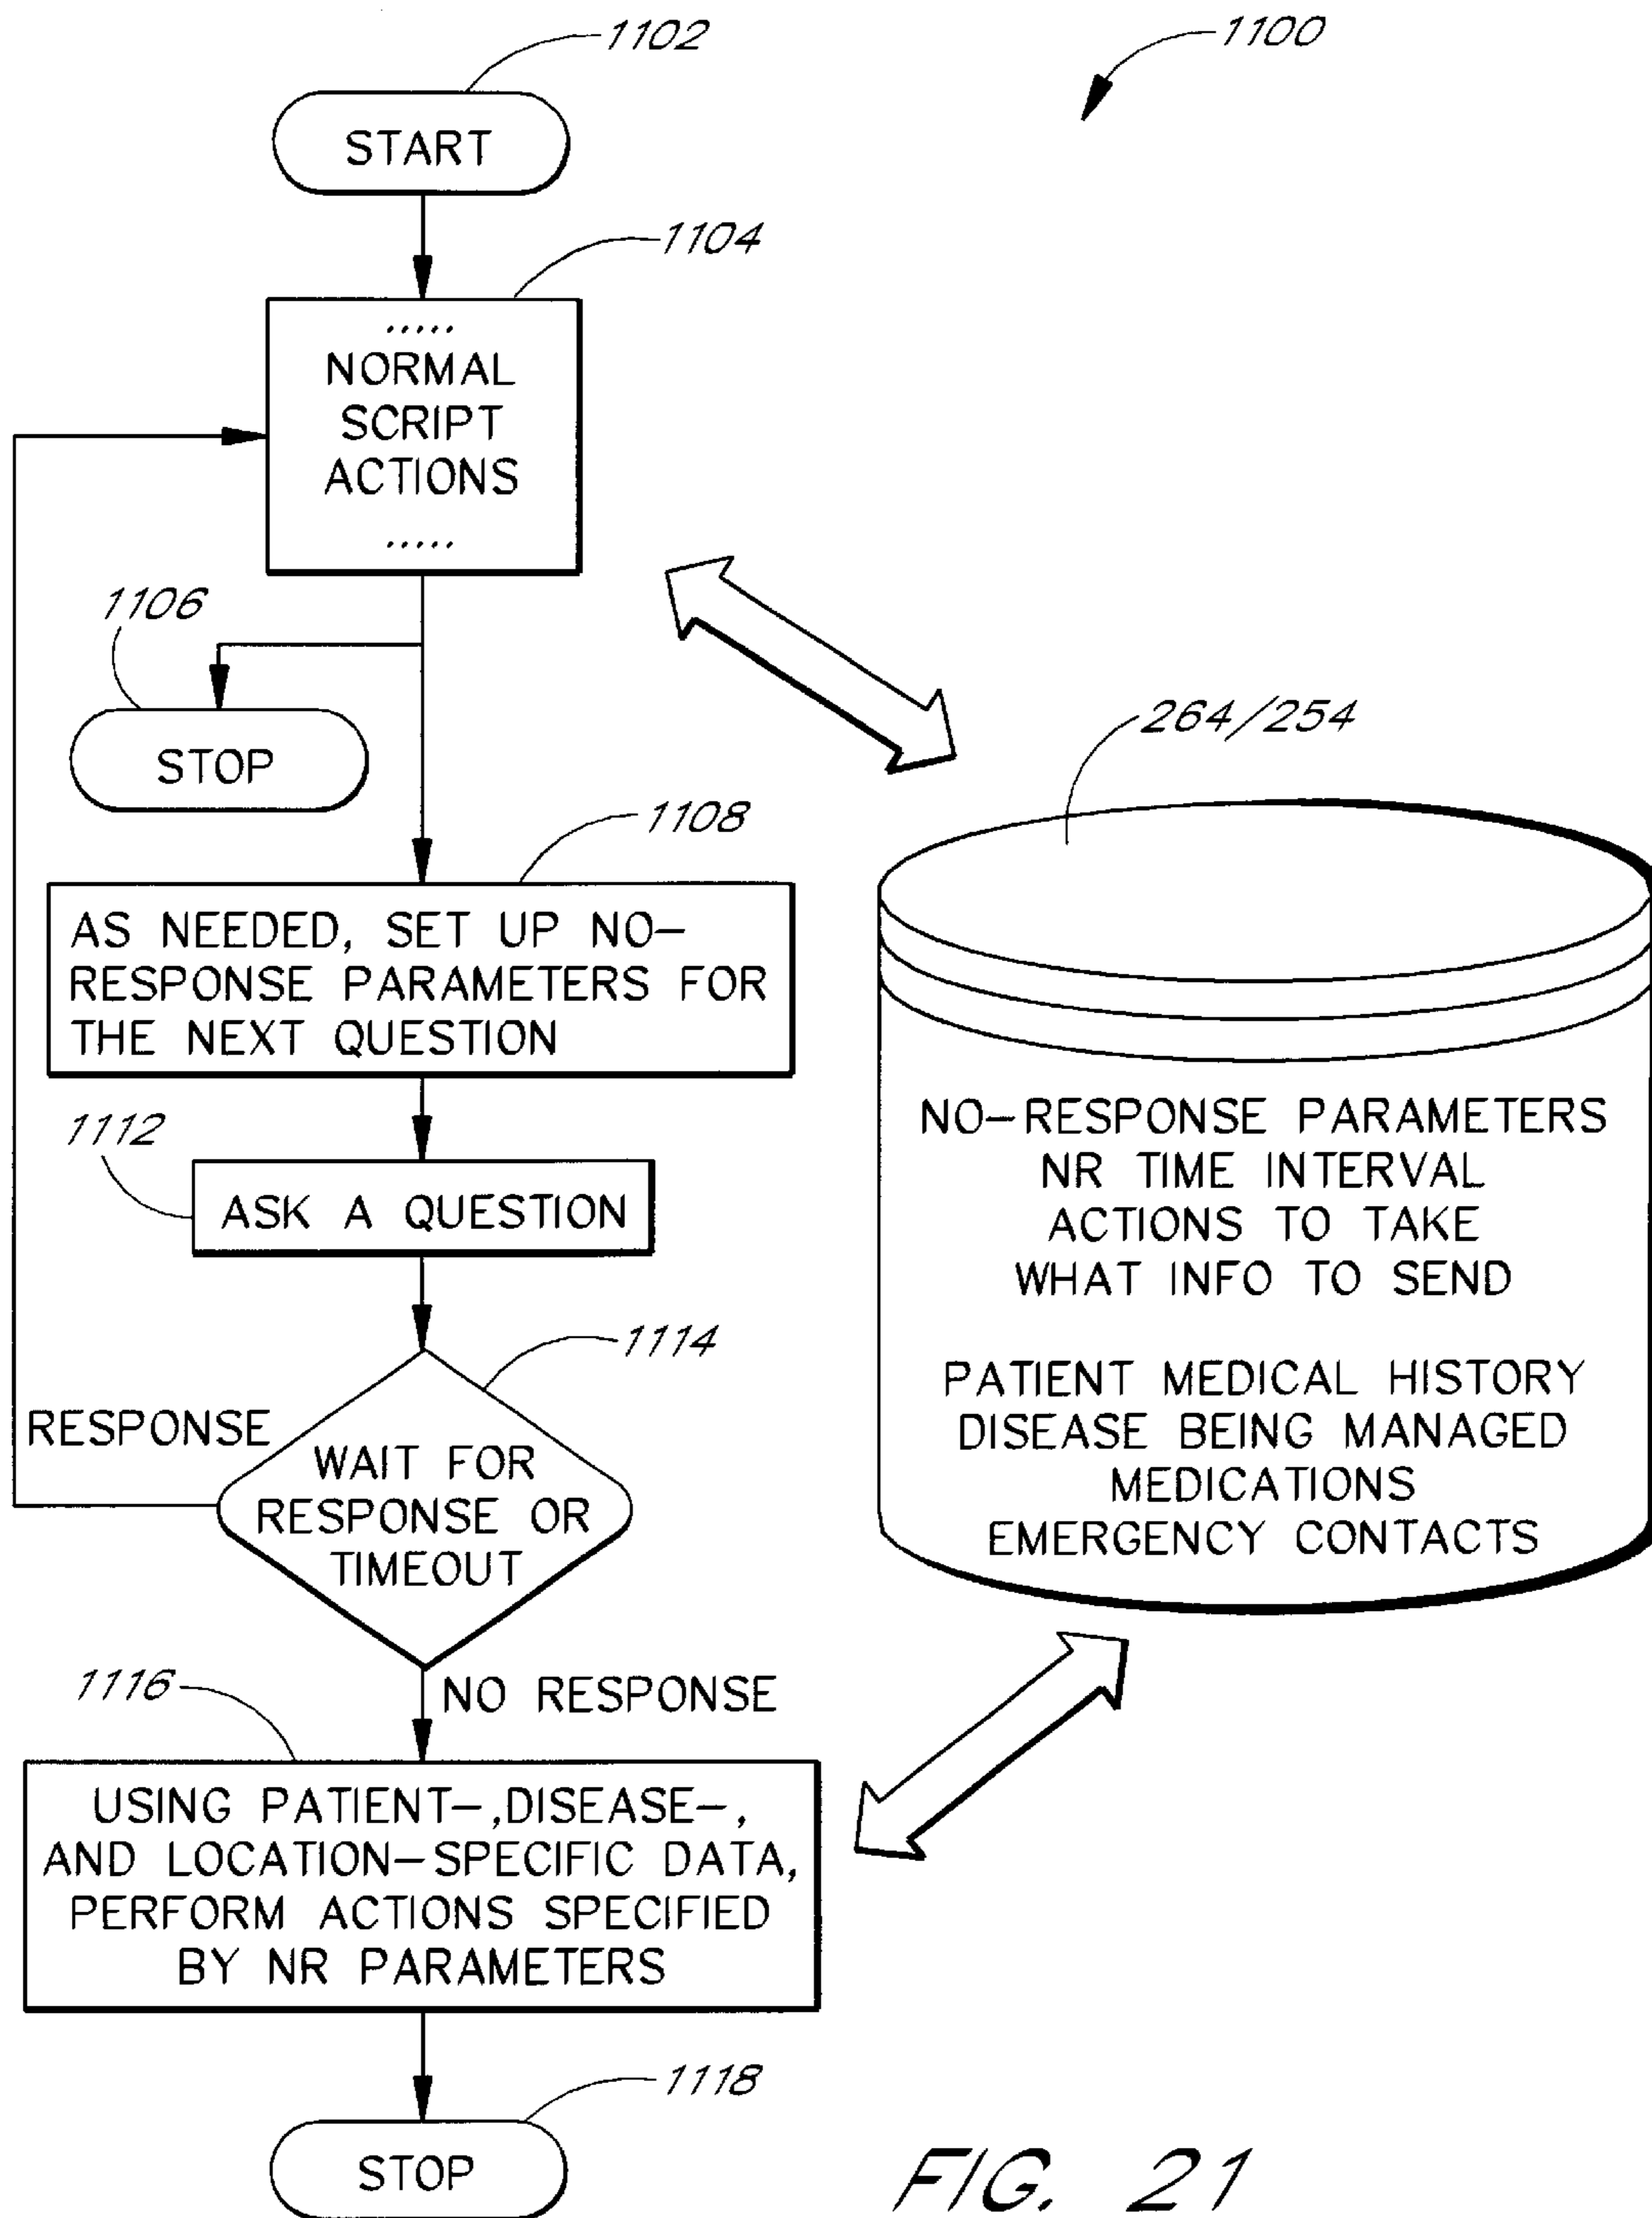 1102
1100
START
1104
.....
NORMAL
SCRIPT
ACTIONS
.....
1106
STOP
264/254
1108
AS NEEDED, SET UP NO-
RESPONSE PARAMETERS FOR
THE NEXT QUESTION
1112
ASK A QUESTION
NO-RESPONSE PARAMETERS
NR TIME INTERVAL
ACTIONS TO TAKE
WHAT INFO TO SEND
PATIENT MEDICAL HISTORY
DISEASE BEING MANAGED
MEDICATIONS
EMERGENCY CONTACTS
1114
RESPONSE
WAIT FOR
RESPONSE OR
TIMEOUT
1116
NO RESPONSE
USING PATIENT-,DISEASE-,
AND LOCATION-SPECIFIC DATA,
PERFORM ACTIONS SPECIFIED
BY NR PARAMETERS
1118
STOP
FIG. 21